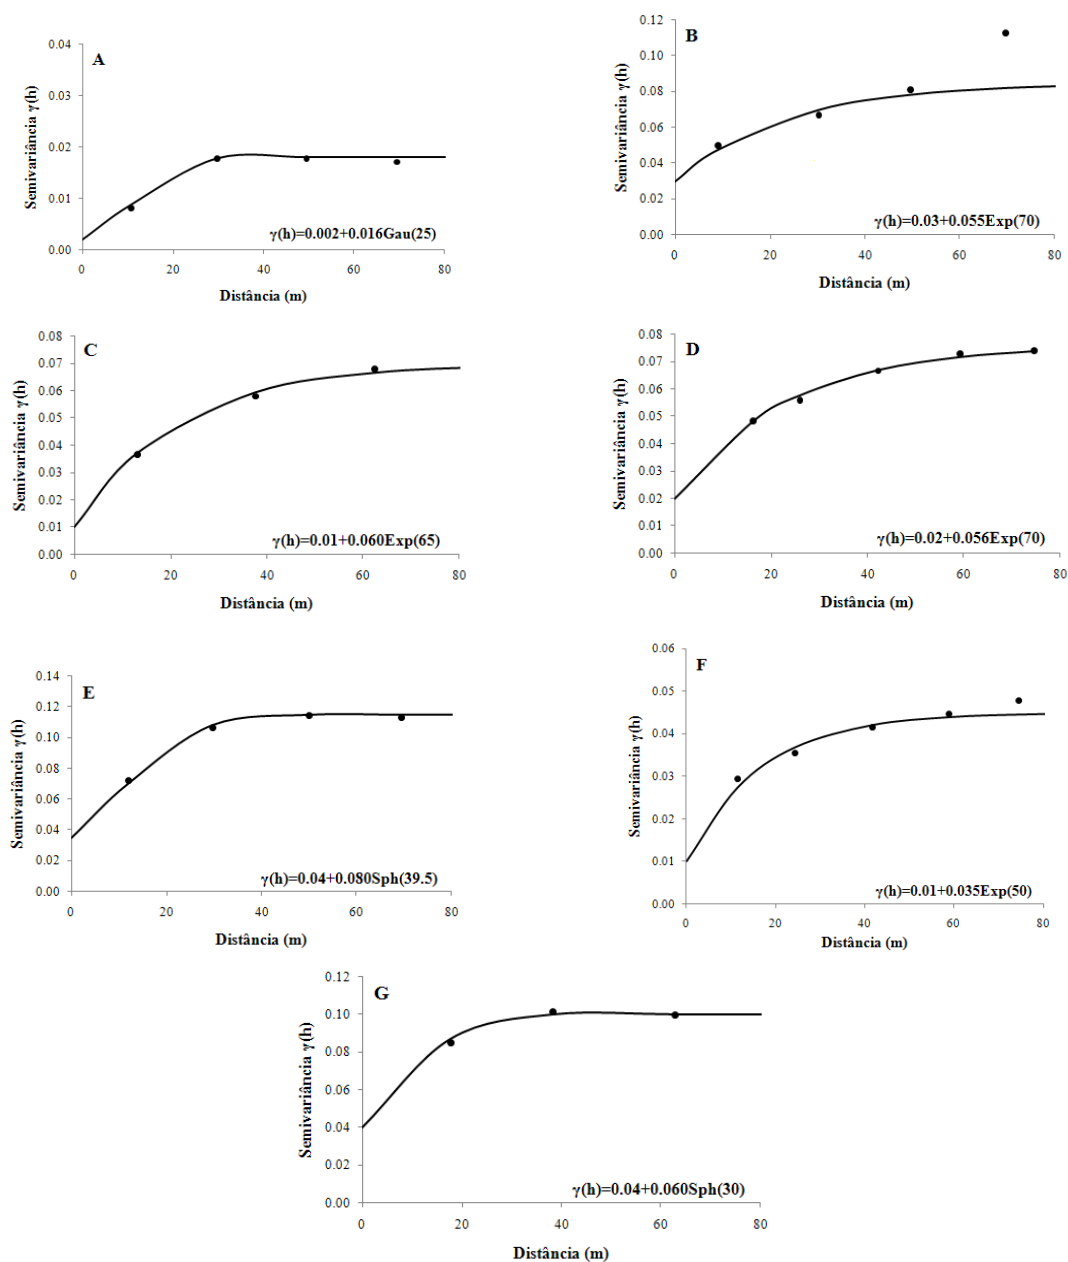 A
Semivariância γ(h)
0.04
0.03
0.02
0.01
0.00
γ(h)=0.002+0.016Gau(25)
0 20 40 60 80
Distância (m)
B
Semivariância γ(h)
0.12
0.10
0.08
0.06
0.04
0.02
0.00
γ(h)=0.03+0.055Exp(70)
0 20 40 60 80
Distância (m)
C
Semivariância γ(h)
0.08
0.07
0.06
0.05
0.04
0.03
0.02
0.01
0.00
γ(h)=0.01+0.060Exp(65)
0 20 40 60 80
Distância (m)
D
Semivariância γ(h)
0.08
0.07
0.06
0.05
0.04
0.03
0.02
0.01
0.00
γ(h)=0.02+0.056Exp(70)
0 20 40 60 80
Distância (m)
E
Semivariância γ(h)
0.14
0.12
0.10
0.08
0.06
0.04
0.02
0.00
γ(h)=0.04+0.080Sph(39.5)
0 20 40 60 80
Distância (m)
F
Semivariância γ(h)
0.06
0.05
0.04
0.03
0.02
0.01
0.00
γ(h)=0.01+0.035Exp(50)
0 20 40 60 80
Distância (m)
G
Semivariância γ(h)
0.12
0.10
0.08
0.06
0.04
0.02
0.00
γ(h)=0.04+0.060Sph(30)
0 20 40 60 80
Distância (m)